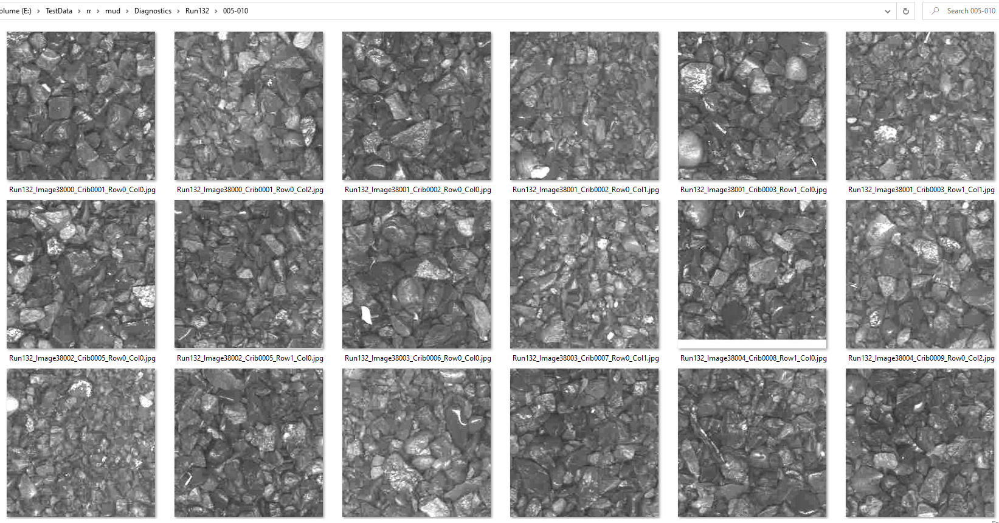 olume (E:) > TestData > rr > mud > Diagnostics > Run132 > 005-010
Search 005-010
Run132_Image38000_Crib0001_Row0_Col0.jpg
Run132_Image38000_Crib0001_Row0_Col2.jpg
Run132_Image38001_Crib0002_Row0_Col0.jpg
Run132_Image38001_Crib0002_Row0_Col1.jpg
Run132_Image38001_Crib0003_Row1_Col0.jpg
Run132_Image38001_Crib0003_Row1_Col1.jpg
Run132_Image38002_Crib0005_Row0_Col0.jpg
Run132_Image38002_Crib0005_Row1_Col0.jpg
Run132_Image38003_Crib0006_Row0_Col0.jpg
Run132_Image38003_Crib0007_Row0_Col1.jpg
Run132_Image38004_Crib0008_Row1_Col0.jpg
Run132_Image38004_Crib0009_Row0_Col2.jpg